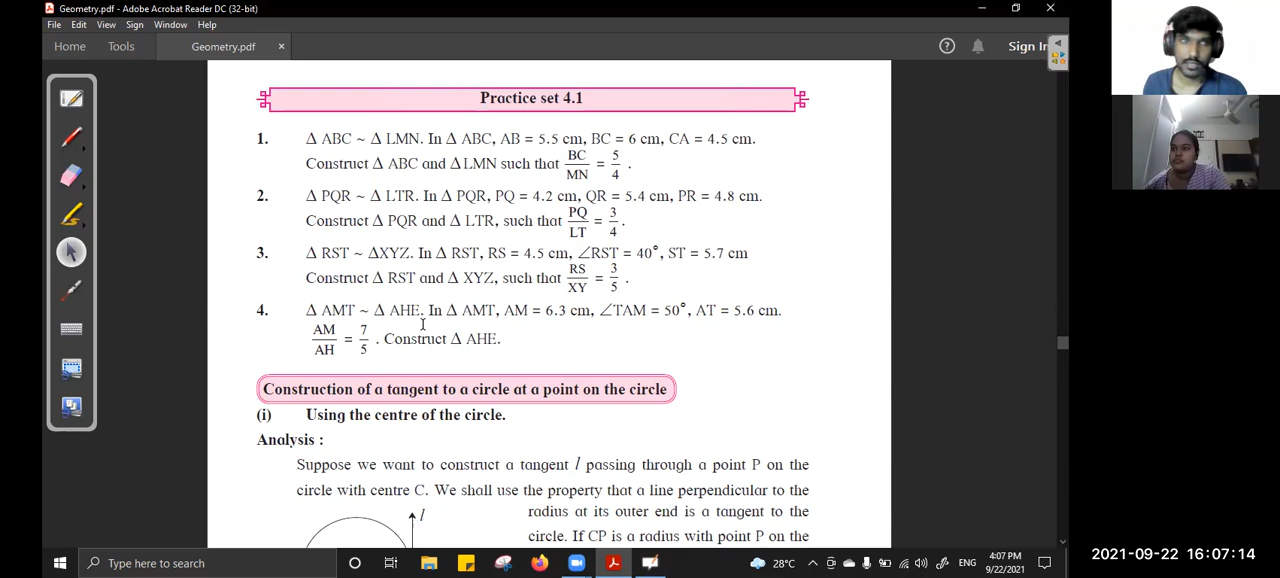 Geometry.pdf - Adobe Acrobat Reader DC (32-bit)
File Edit View Sign Window Help
Home Tools Geometry.pdf × ? Sign In
Practice set 4.1
1. Δ ABC ~ Δ LMN. In Δ ABC, AB = 5.5 cm, BC = 6 cm, CA = 4.5 cm.
Construct Δ ABC and Δ LMN such that BC/MN = 5/4 .
2. Δ PQR ~ Δ LTR. In Δ PQR, PQ = 4.2 cm, QR = 5.4 cm, PR = 4.8 cm.
Construct Δ PQR and Δ LTR, such that PQ/LT = 3/4 .
3. Δ RST ~ ΔXYZ. In Δ RST, RS = 4.5 cm, ∠RST = 40°, ST = 5.7 cm
Construct Δ RST and Δ XYZ, such that RS/XY = 3/5 .
4. Δ AMT ~ Δ AHE. In Δ AMT, AM = 6.3 cm, ∠TAM = 50°, AT = 5.6 cm.
AM/AH = 7/5 . Construct Δ AHE.
Construction of a tangent to a circle at a point on the circle
(i) Using the centre of the circle.
Analysis :
Suppose we want to construct a tangent l passing through a point P on the
circle with centre C. We shall use the property that a line perpendicular to the
l
radius at its outer end is a tangent to the
circle. If CP is a radius with point P on the
Type here to search
28°C ENG
4:07 PM
9/22/2021
2021-09-22 16:07:14